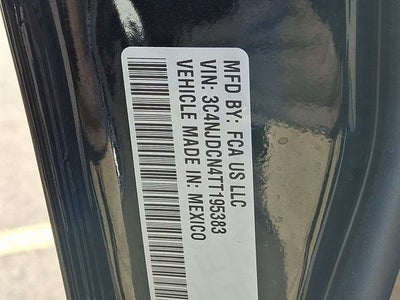 MFD BY: FCA US LLC
VIN: 3C4NJDCN4TT195383
VEHICLE MADE IN: MEXICO